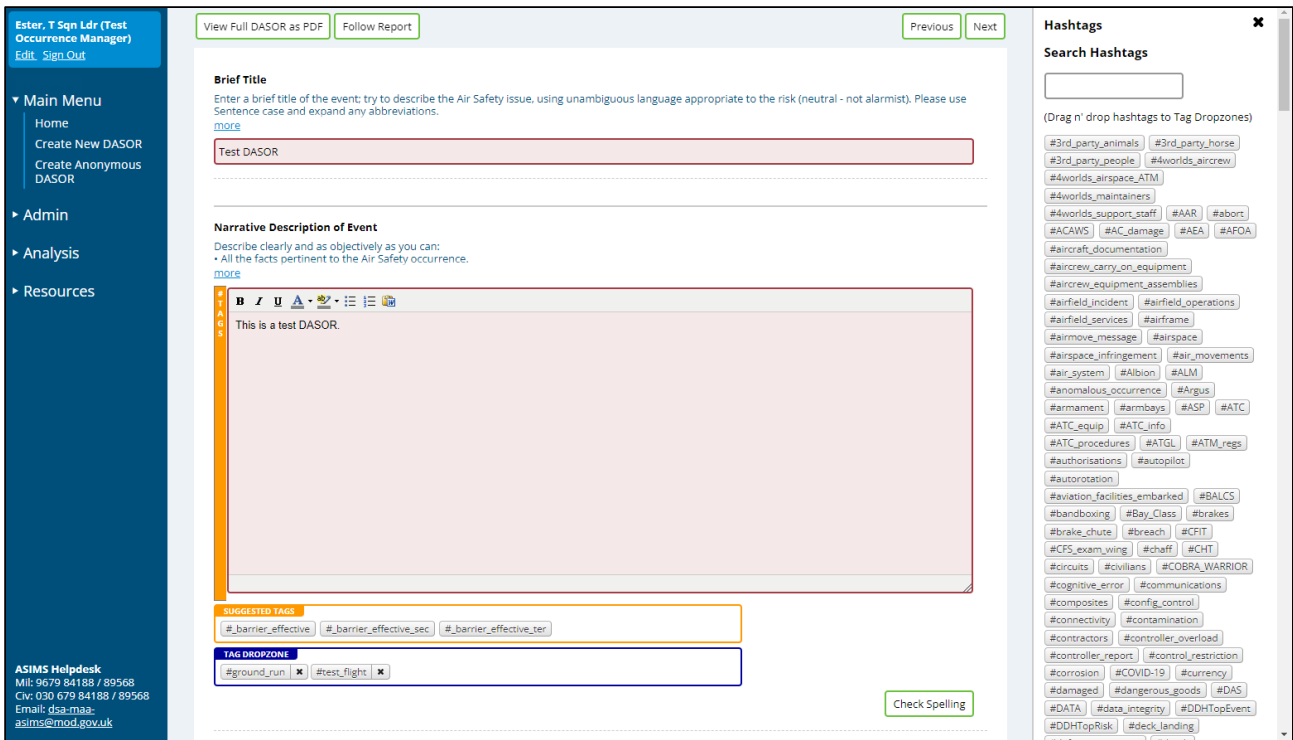 Ester, T Sqn Ldr (Test
Occurrence Manager)
Edit Sign Out
Main Menu
Home
Create New DASOR
Create Anonymous
DASOR
Admin
Analysis
Resources
ASIMS Helpdesk
Mil: 9679 84188 / 89568
Civ: 030 679 84188 / 89568
Email: dsa-maa-
asims@mod.gov.uk
View Full DASOR as PDF Follow Report Previous Next
Brief Title
Enter a brief title of the event; try to describe the Air Safety issue, using unambiguous language appropriate to the risk (neutral - not alarmist). Please use
Sentence case and expand any abbreviations.
more
Test DASOR
Narrative Description of Event
Describe clearly and as objectively as you can:
• All the facts pertinent to the Air Safety occurrence.
more
#TAGS
B I U A ab
This is a test DASOR.
SUGGESTED TAGS
#_barrier_effective #_barrier_effective_sec #_barrier_effective_ter
TAG DROPZONE
#ground_run ✖ #test_flight ✖
Check Spelling
Hashtags ✖
Search Hashtags
(Drag n' drop hashtags to Tag Dropzones)
#3rd_party_animals #3rd_party_horse
#3rd_party_people #4worlds_aircrew
#4worlds_airspace_ATM
#4worlds_maintainers
#4worlds_support_staff #AAR #abort
#ACAWS #AC_damage #AEA #AFOA
#aircraft_documentation
#aircrew_carry_on_equipment
#aircrew_equipment_assemblies
#airfield_incident #airfield_operations
#airfield_services #airframe
#airmove_message #airspace
#airspace_infringement #air_movements
#air_system #Albion #ALM
#anomalous_occurrence #Argus
#armament #armbays #ASP #ATC
#ATC_equip #ATC_info
#ATC_procedures #ATGL #ATM_regs
#authorisations #autopilot
#autorotation
#aviation_facilities_embarked #BALCS
#bandboxing #Bay_Class #brakes
#brake_chute #breach #CFIT
#CFS_exam_wing #chaff #CHT
#circuits #civilians #COBRA_WARRIOR
#cognitive_error #communications
#composites #config_control
#connectivity #contamination
#contractors #controller_overload
#controller_report #control_restriction
#corrosion #COVID-19 #currency
#damaged #dangerous_goods #DAS
#DATA #data_integrity #DDHTopEvent
#DDHTopRisk #deck_landing